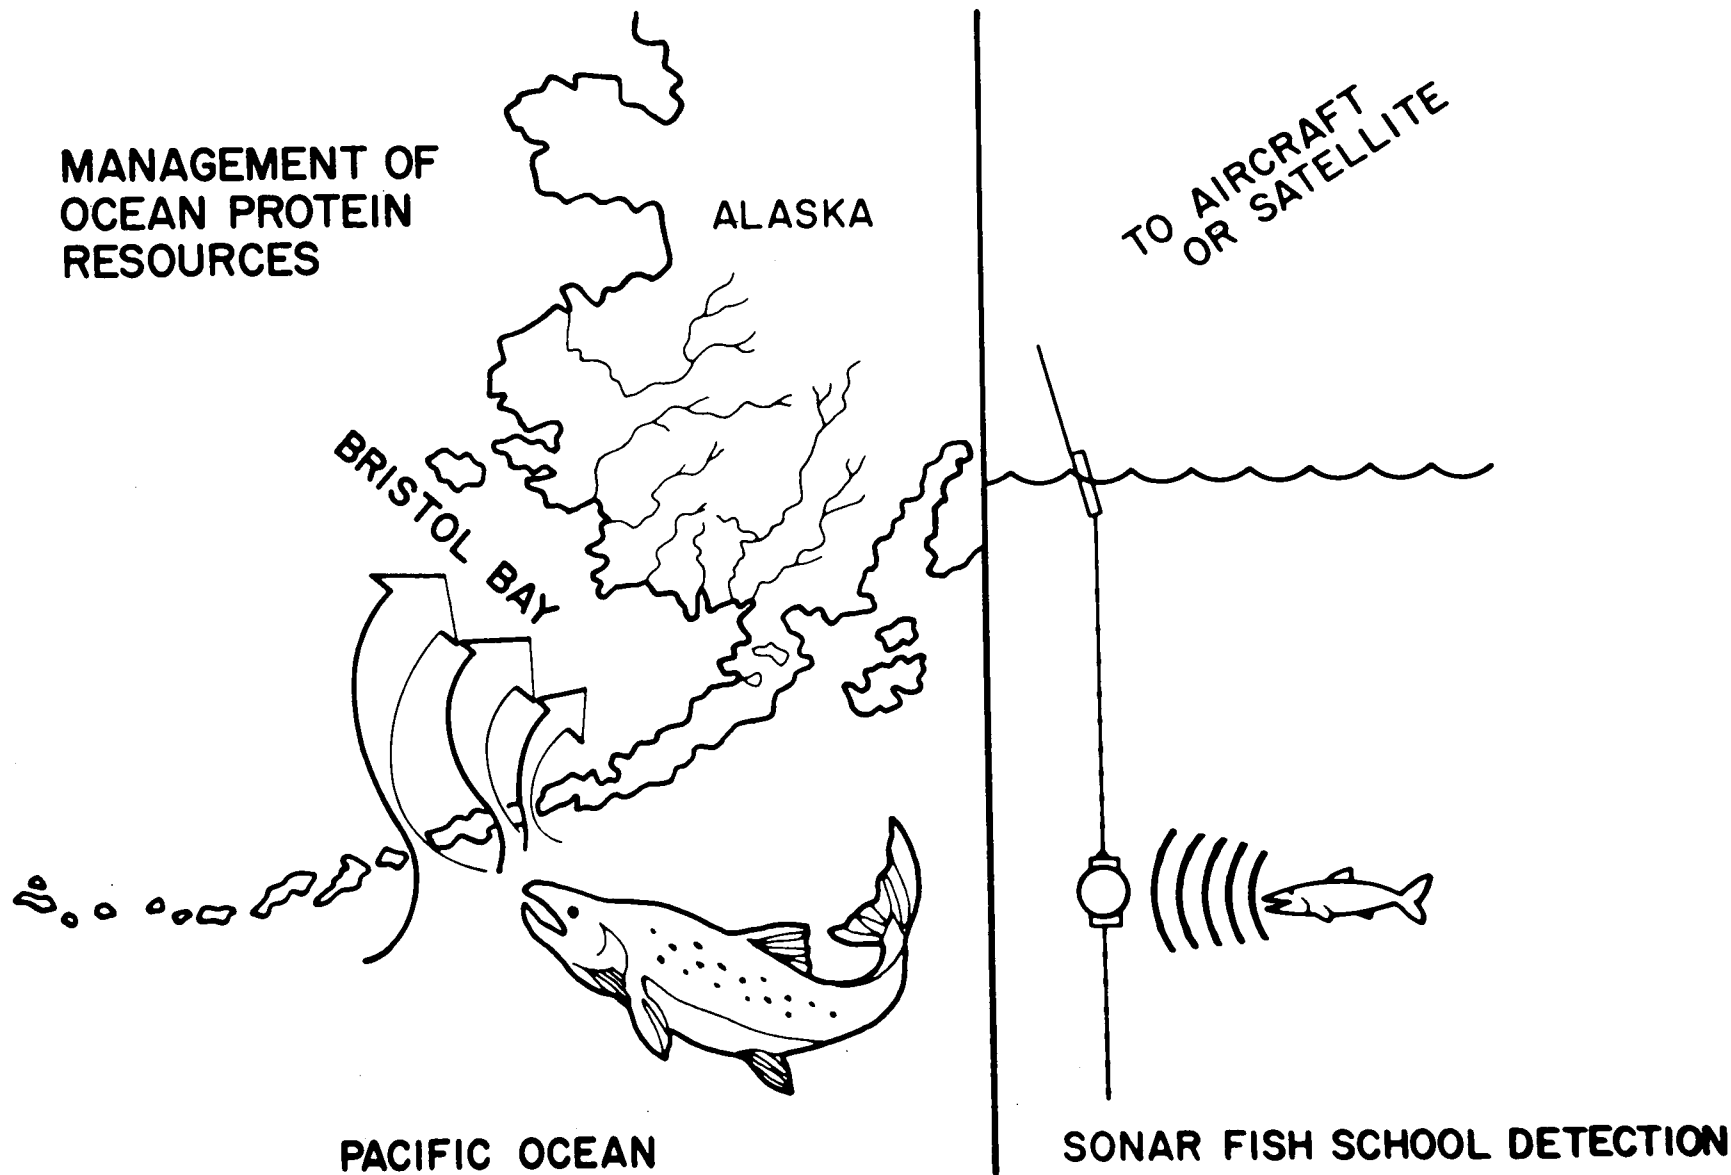 MANAGEMENT OF
OCEAN PROTEIN
RESOURCES
ALASKA
BRISTOL BAY
PACIFIC OCEAN
TO AIRCRAFT
OR SATELLITE
SONAR FISH SCHOOL DETECTION